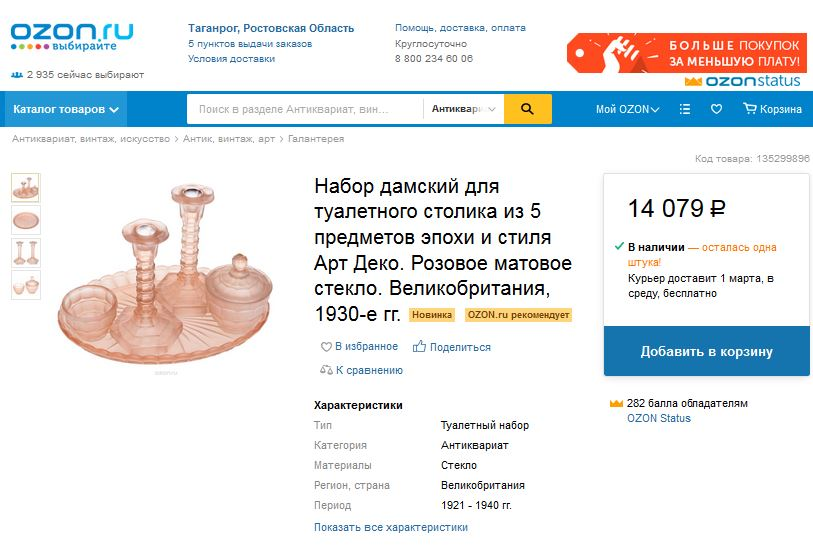 ozon.ru
выбирайте
2 935 сейчас выбирают
Таганрог, Ростовская Область
5 пунктов выдачи заказов
Условия доставки
Помощь, доставка, оплата
Круглосуточно
8 800 234 60 06
БОЛЬШЕ ПОКУПОК
ЗА МЕНЬШУЮ ПЛАТУ!
ozonstatus
Каталог товаров
Поиск в разделе Антиквариат, вин…
Антиквари
Мой OZON
Корзина
Антиквариат, винтаж, искусство › Антик, винтаж, арт › Галантерея
Код товара: 135299896
Набор дамский для
туалетного столика из 5
предметов эпохи и стиля
Арт Деко. Розовое матовое
стекло. Великобритания,
1930-е гг. Новинка OZON.ru рекомендует
В избранное Поделиться
К сравнению
Характеристики
Тип Туалетный набор
Категория Антиквариат
Материалы Стекло
Регион, страна Великобритания
Период 1921 - 1940 гг.
Показать все характеристики
14 079 ₽
В наличии — осталась одна
штука!
Курьер доставит 1 марта, в
среду, бесплатно
Добавить в корзину
282 балла обладателям
OZON Status
ozon.ru